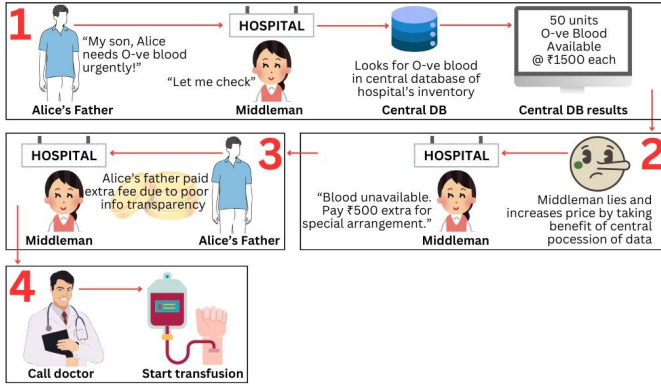 1
"My son, Alice
needs O-ve blood
urgently!"
Alice's Father
HOSPITAL
"Let me check"
Middleman
Looks for O-ve blood
in central database of
hospital's inventory
Central DB
50 units
O-ve Blood
Available
@ ₹1500 each
Central DB results
2
HOSPITAL
"Blood unavailable.
Pay ₹500 extra for
special arrangement."
Middleman
Middleman lies and
increases price by taking
benefit of central
pocession of data
3
HOSPITAL
Middleman
Alice's father paid
extra fee due to poor
info transparency
Alice's Father
4
Call doctor
Start transfusion